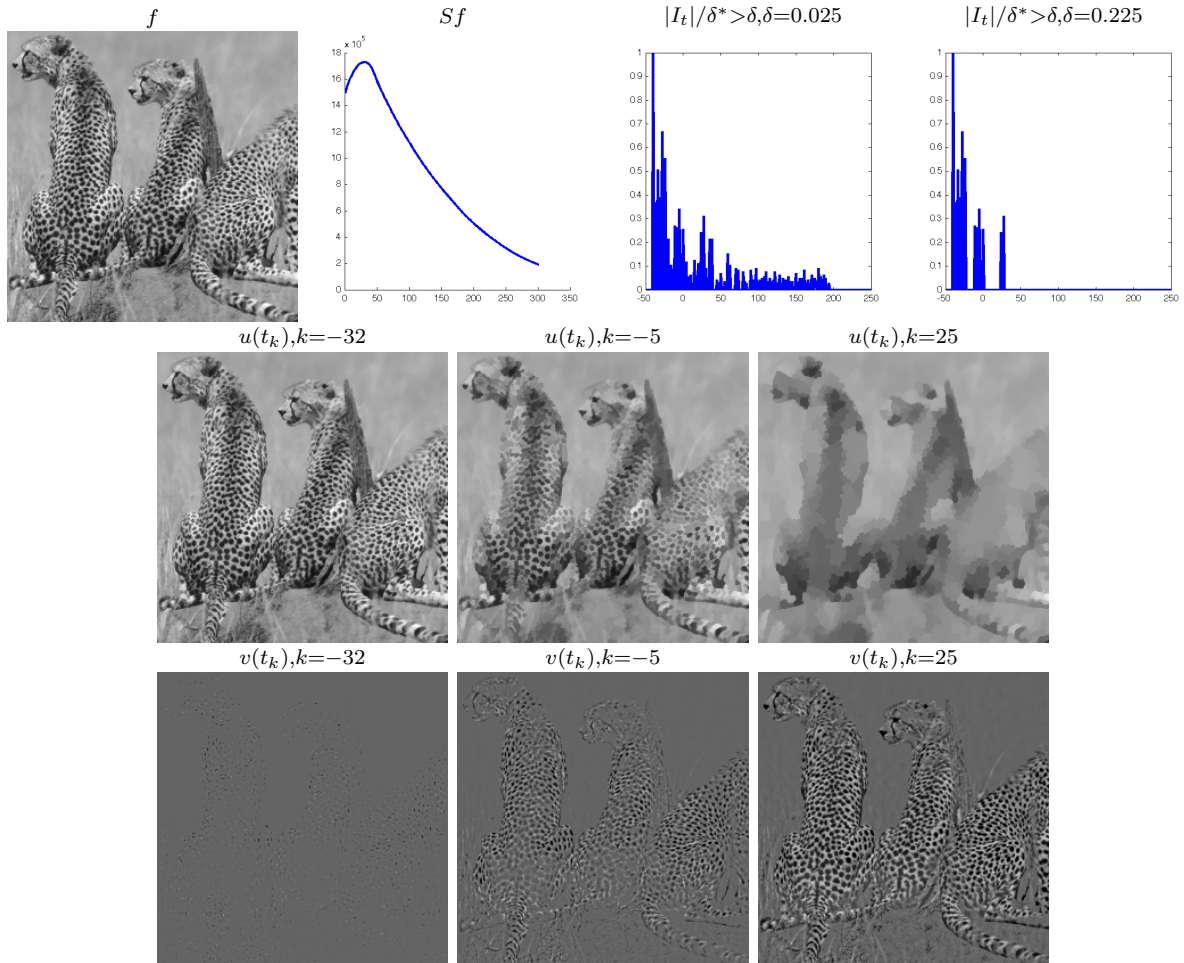 f
Sf
|I_t|/δ*>δ,δ=0.025
|I_t|/δ*>δ,δ=0.225
× 10⁵
18
16
14
12
10
8
6
4
2
0
0 50 100 150 200 250 300 350
1
0.9
0.8
0.7
0.6
0.5
0.4
0.3
0.2
0.1
0
-50 0 50 100 150 200 250
1
0.9
0.8
0.7
0.6
0.5
0.4
0.3
0.2
0.1
0
-50 0 50 100 150 200 250
u(t_k),k=−32
u(t_k),k=−5
u(t_k),k=25
v(t_k),k=−32
v(t_k),k=−5
v(t_k),k=25